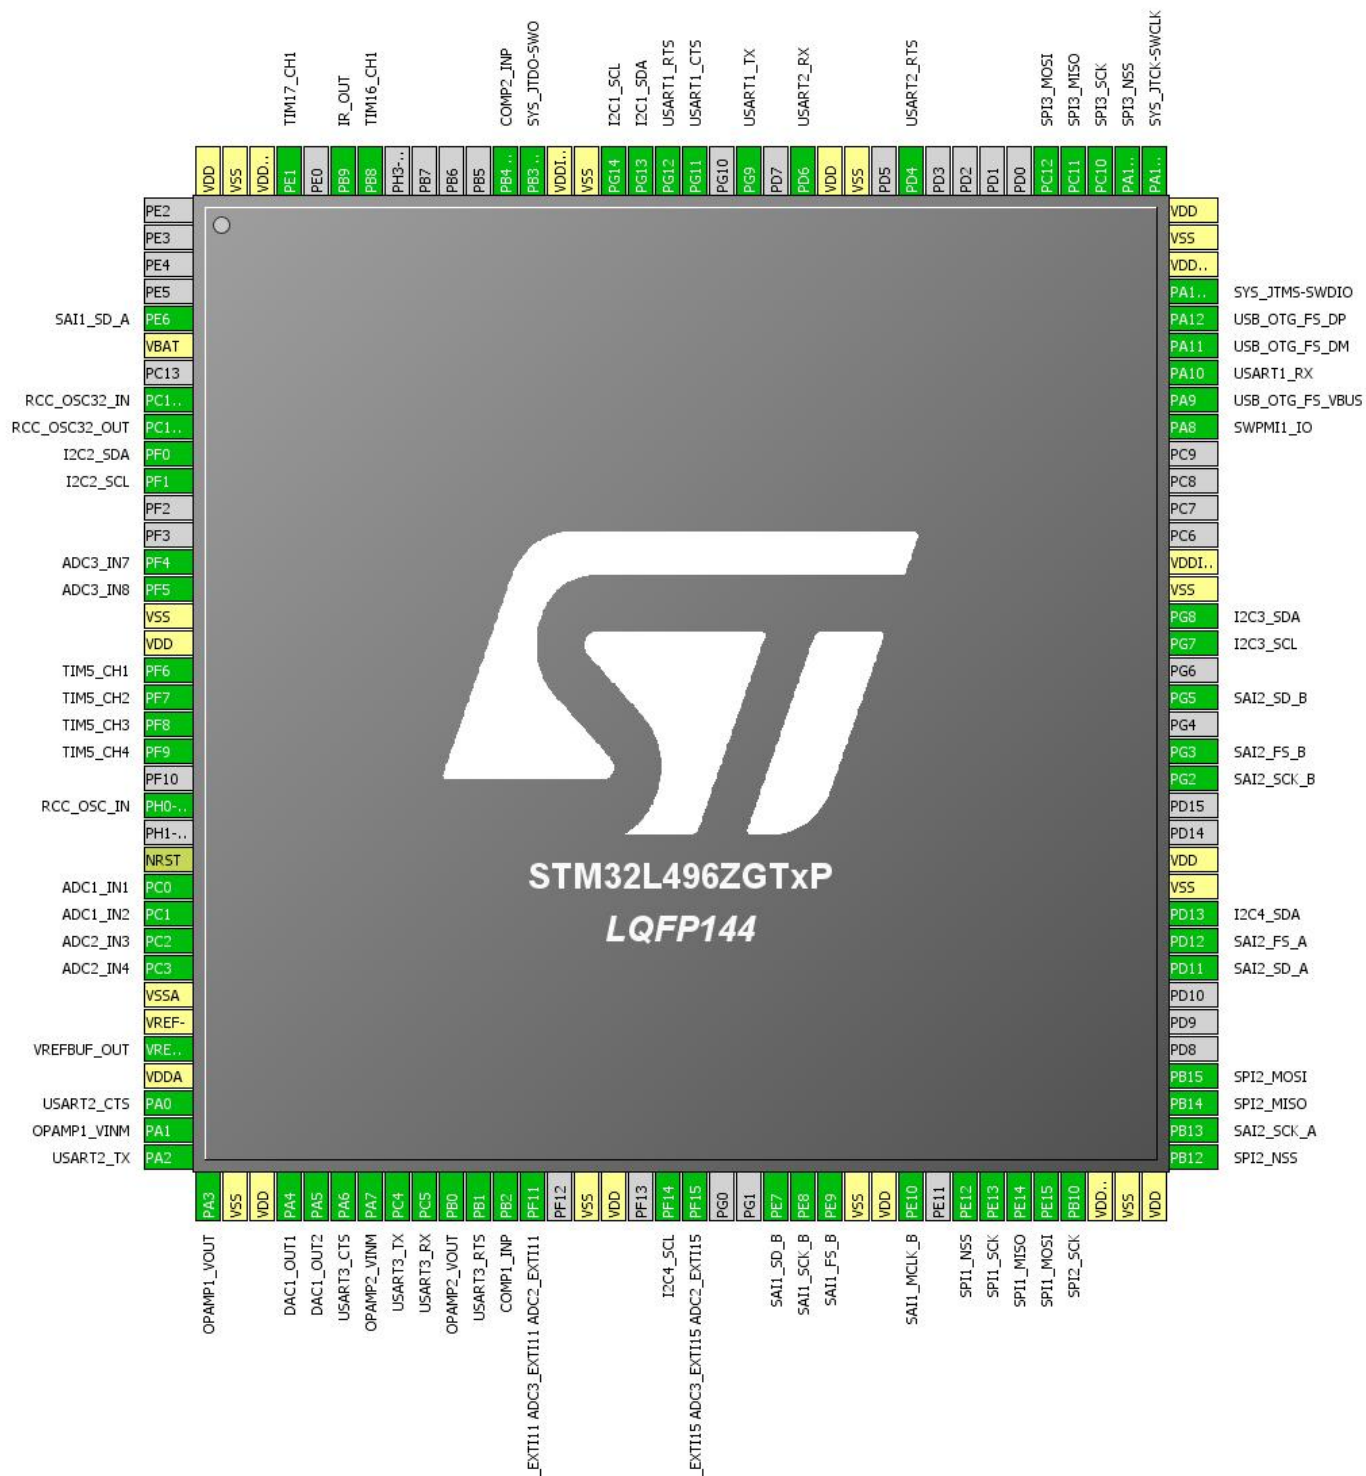 TIM17_CH1
IR_OUT
TIM16_CH1
COMP2_INP
SYS_JTDO-SWO
I2C1_SCL
I2C1_SDA
USART1_RTS
USART1_CTS
USART1_TX
USART2_RX
USART2_RTS
SPI3_MOSI
SPI3_MISO
SPI3_SCK
SPI3_NSS
SYS_JTCK-SWCLK
VDD
VSS
VDD..
PE1
PE0
PB9
PB8
PH3-..
PB7
PB6
PB5
PB4 ..
PB3 ..
VDDI..
VSS
PG14
PG13
PG12
PG11
PG10
PG9
PD7
PD6
VDD
VSS
PD5
PD4
PD3
PD2
PD1
PD0
PC12
PC11
PC10
PA1..
PA1..
PE2
PE3
PE4
PE5
SAI1_SD_A PE6
VBAT
PC13
RCC_OSC32_IN PC1..
RCC_OSC32_OUT PC1..
I2C2_SDA PF0
I2C2_SCL PF1
PF2
PF3
ADC3_IN7 PF4
ADC3_IN8 PF5
VSS
VDD
TIM5_CH1 PF6
TIM5_CH2 PF7
TIM5_CH3 PF8
TIM5_CH4 PF9
PF10
RCC_OSC_IN PH0-..
PH1-..
NRST
ADC1_IN1 PC0
ADC1_IN2 PC1
ADC2_IN3 PC2
ADC2_IN4 PC3
VSSA
VREF-
VREFBUF_OUT VRE..
VDDA
USART2_CTS PA0
OPAMP1_VINM PA1
USART2_TX PA2
ST
STM32L496ZGTxP
LQFP144
VDD
VSS
VDD..
PA1.. SYS_JTMS-SWDIO
PA12 USB_OTG_FS_DP
PA11 USB_OTG_FS_DM
PA10 USART1_RX
PA9 USB_OTG_FS_VBUS
PA8 SWPMI1_IO
PC9
PC8
PC7
PC6
VDDI..
VSS
PG8 I2C3_SDA
PG7 I2C3_SCL
PG6
PG5 SAI2_SD_B
PG4
PG3 SAI2_FS_B
PG2 SAI2_SCK_B
PD15
PD14
VDD
VSS
PD13 I2C4_SDA
PD12 SAI2_FS_A
PD11 SAI2_SD_A
PD10
PD9
PD8
PB15 SPI2_MOSI
PB14 SPI2_MISO
PB13 SAI2_SCK_A
PB12 SPI2_NSS
PA3
VSS
VDD
PA4
PA5
PA6
PA7
PC4
PC5
PB0
PB1
PB2
PF11
PF12
VSS
VDD
PF13
PF14
PF15
PG0
PG1
PE7
PE8
PE9
VSS
VDD
PE10
PE11
PE12
PE13
PE14
PE15
PB10
VDD..
VSS
VDD
OPAMP1_VOUT
DAC1_OUT1
DAC1_OUT2
USART3_CTS
OPAMP2_VINM
USART3_TX
USART3_RX
OPAMP2_VOUT
USART3_RTS
COMP1_INP
_EXTI11 ADC3_EXTI11 ADC2_EXTI11
I2C4_SCL
_EXTI15 ADC3_EXTI15 ADC2_EXTI15
SAI1_SD_B
SAI1_SCK_B
SAI1_FS_B
SAI1_MCLK_B
SPI1_NSS
SPI1_SCK
SPI1_MISO
SPI1_MOSI
SPI2_SCK